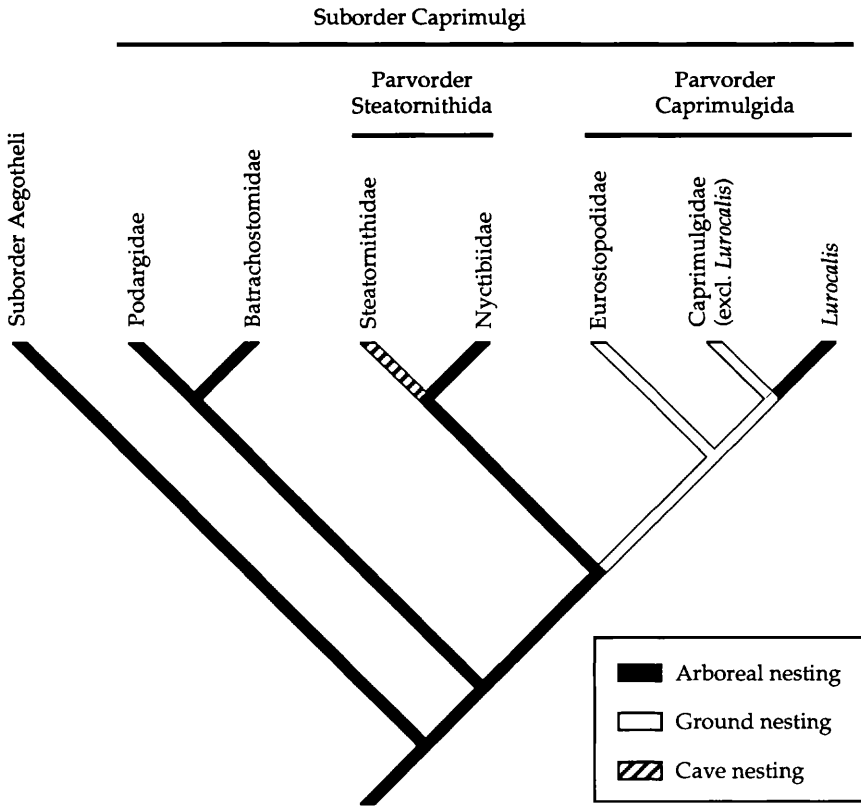 Suborder Caprimulgi
Parvorder
Steatornithida
Parvorder
Caprimulgida
Suborder Aegotheli
Podargidae
Batrachostomidae
Steatornithidae
Nyctibiidae
Eurostopodidae
Caprimulgidae
(excl. Lurocalis)
Lurocalis
Arboreal nesting
Ground nesting
Cave nesting